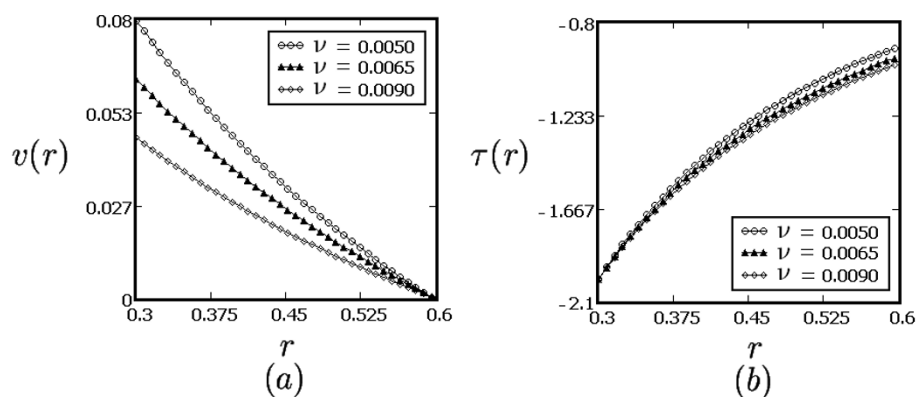 0.08
0.053
0.027
0
v(r)
ν = 0.0050
ν = 0.0065
ν = 0.0090
0.3 0.375 0.45 0.525 0.6
r
(a)
-0.8
-1.233
-1.667
-2.1
τ(r)
ν = 0.0050
ν = 0.0065
ν = 0.0090
0.3 0.375 0.45 0.525 0.6
r
(b)